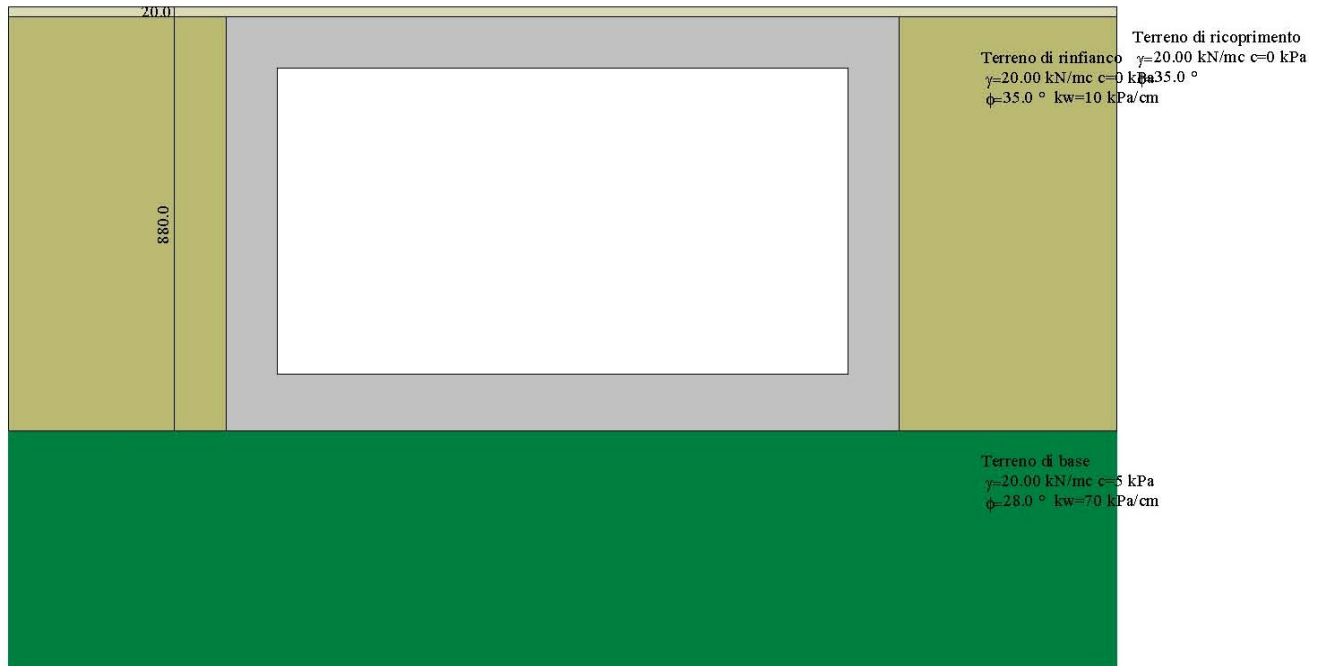 20.0
880.0
Terreno di ricoprimento
γ=20.00 kN/mc c=0 kPa
ϕ=35.0 °
Terreno di rinfianco
γ=20.00 kN/mc c=0 kPa
ϕ=35.0 ° kw=10 kPa/cm
Terreno di base
γ=20.00 kN/mc c=5 kPa
ϕ=28.0 ° kw=70 kPa/cm